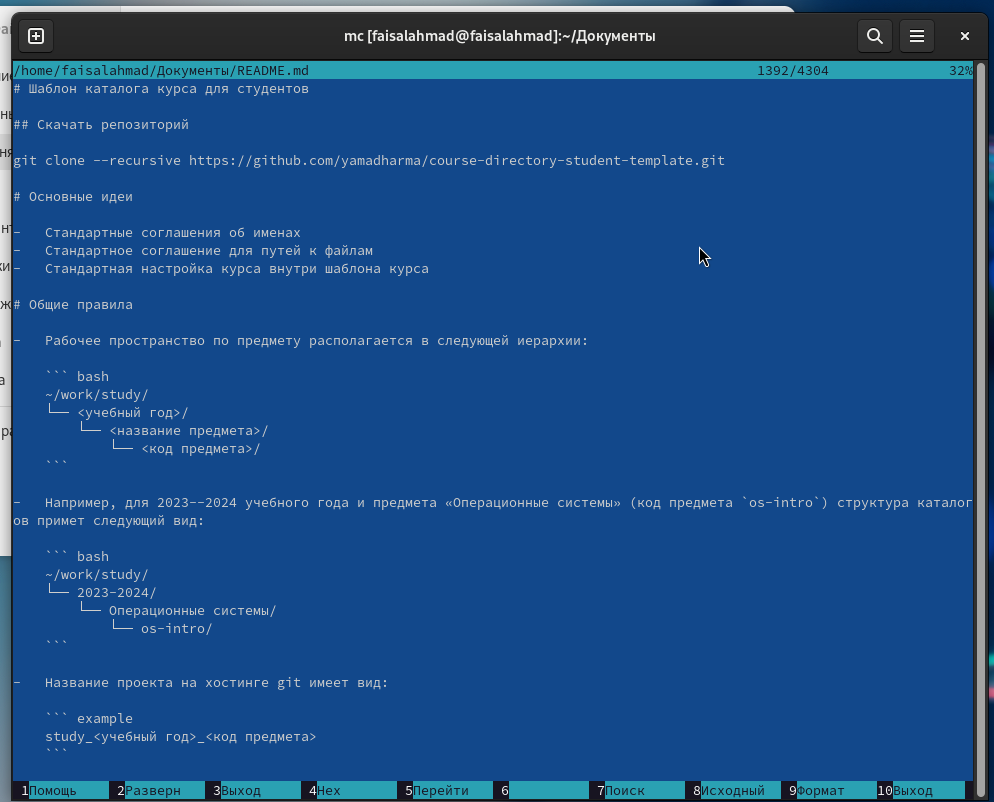 mc [faisalahmad@faisalahmad]:~/Документы
/home/faisalahmad/Документы/README.md 1392/4304 32%
# Шаблон каталога курса для студентов
## Скачать репозиторий
git clone --recursive https://github.com/yamadharma/course-directory-student-template.git
# Основные идеи
-   Стандартные соглашения об именах
-   Стандартное соглашение для путей к файлам
-   Стандартная настройка курса внутри шаблона курса
# Общие правила
-   Рабочее пространство по предмету располагается в следующей иерархии:
``` bash
~/work/study/
└── <учебный год>/
└── <название предмета>/
└── <код предмета>/
```
-   Например, для 2023--2024 учебного года и предмета «Операционные системы» (код предмета `os-intro`) структура каталог
ов примет следующий вид:
``` bash
~/work/study/
└── 2023-2024/
└── Операционные системы/
└── os-intro/
```
-   Название проекта на хостинге git имеет вид:
``` example
study_<учебный год>_<код предмета>
```
1Помощь 2Разверн 3Выход 4Hex 5Перейти 6 7Поиск 8Исходный 9Формат 10Выход